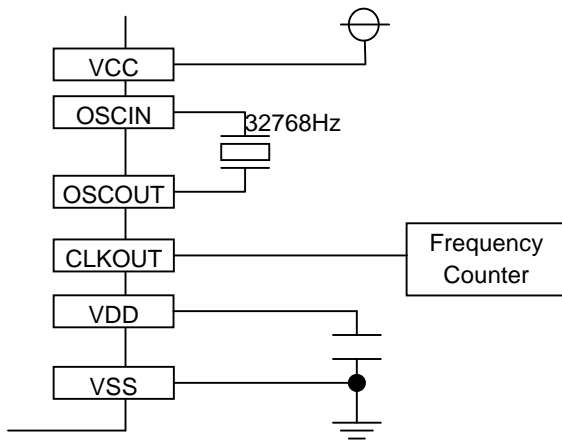 VCC
OSCIN
32768Hz
OSCOUT
CLKOUT
Frequency
Counter
VDD
VSS